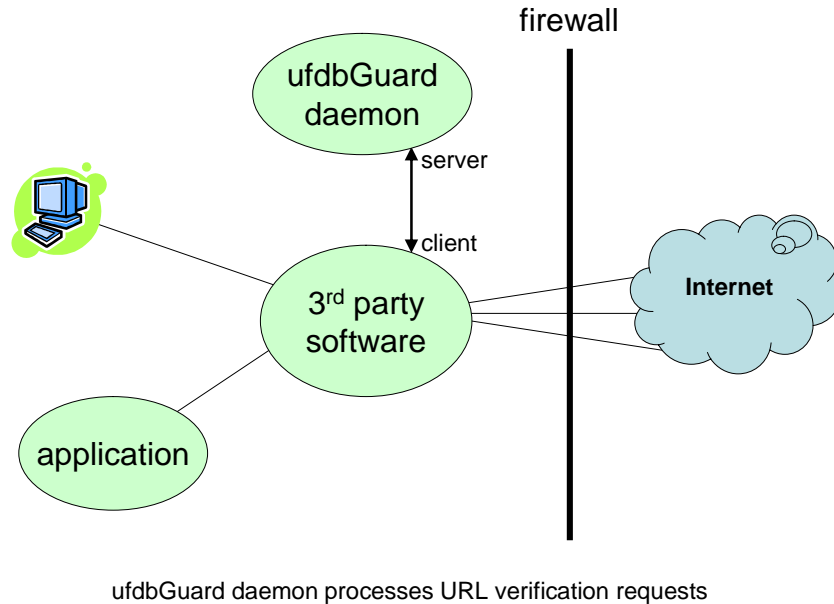 firewall
ufdbGuard
daemon
server
client
3rd party
software
Internet
application
ufdbGuard daemon processes URL verification requests